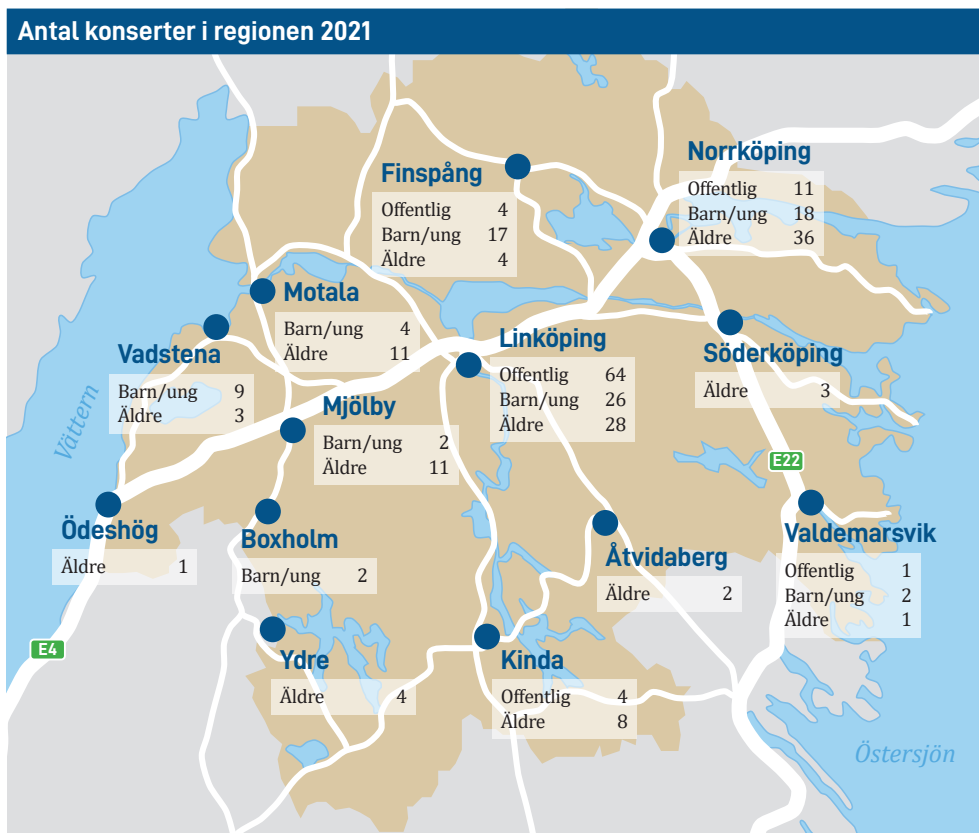 Antal konserter i regionen 2021
Norrköping
Offentlig 11
Barn/ung 18
Äldre 36
Finspång
Offentlig 4
Barn/ung 17
Äldre 4
Motala
Barn/ung 4
Äldre 11
Vadstena
Barn/ung 9
Äldre 3
Linköping
Offentlig 64
Barn/ung 26
Äldre 28
Söderköping
Äldre 3
Vättern
Mjölby
Barn/ung 2
Äldre 11
E22
Ödeshög
Äldre 1
Boxholm
Barn/ung 2
Åtvidaberg
Äldre 2
Valdemarsvik
Offentlig 1
Barn/ung 2
Äldre 1
E4
Ydre
Äldre 4
Kinda
Offentlig 4
Äldre 8
Östersjön